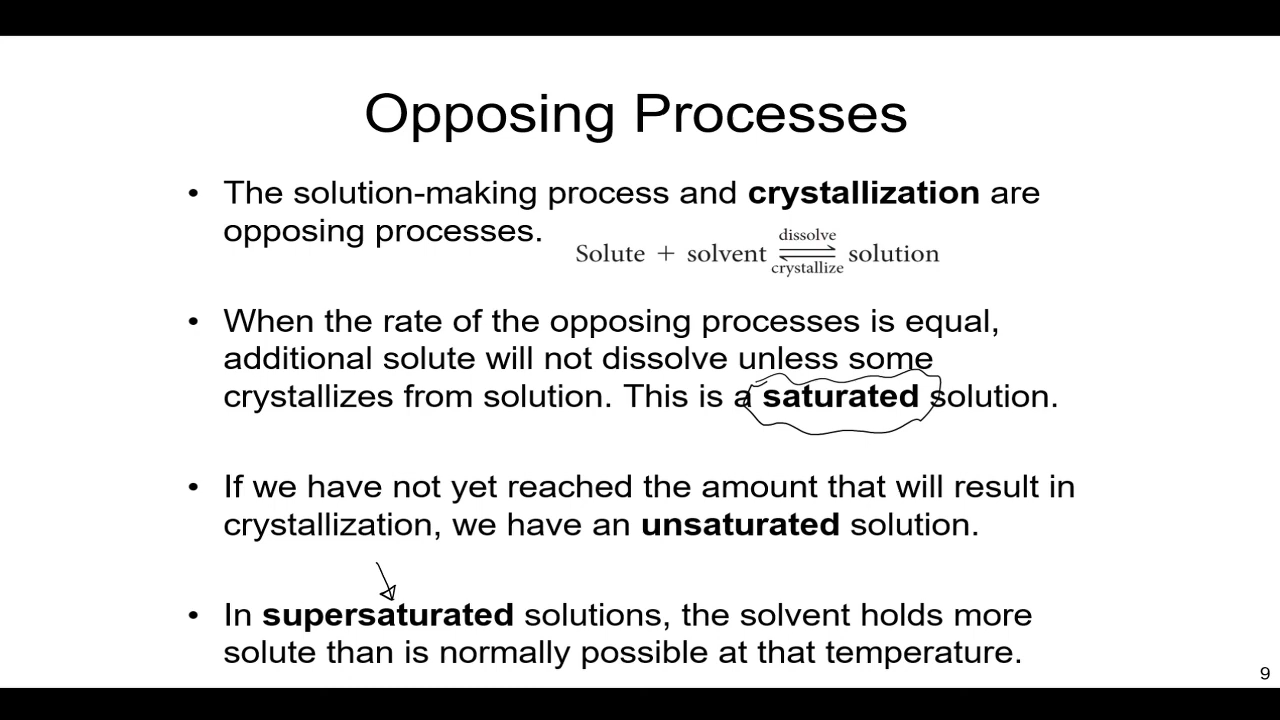 Opposing Processes
• The solution-making process and crystallization are
opposing processes.
dissolve
Solute + solvent ⇌ solution
crystallize
• When the rate of the opposing processes is equal,
additional solute will not dissolve unless some
crystallizes from solution. This is a saturated solution.
• If we have not yet reached the amount that will result in
crystallization, we have an unsaturated solution.
• In supersaturated solutions, the solvent holds more
solute than is normally possible at that temperature.
9